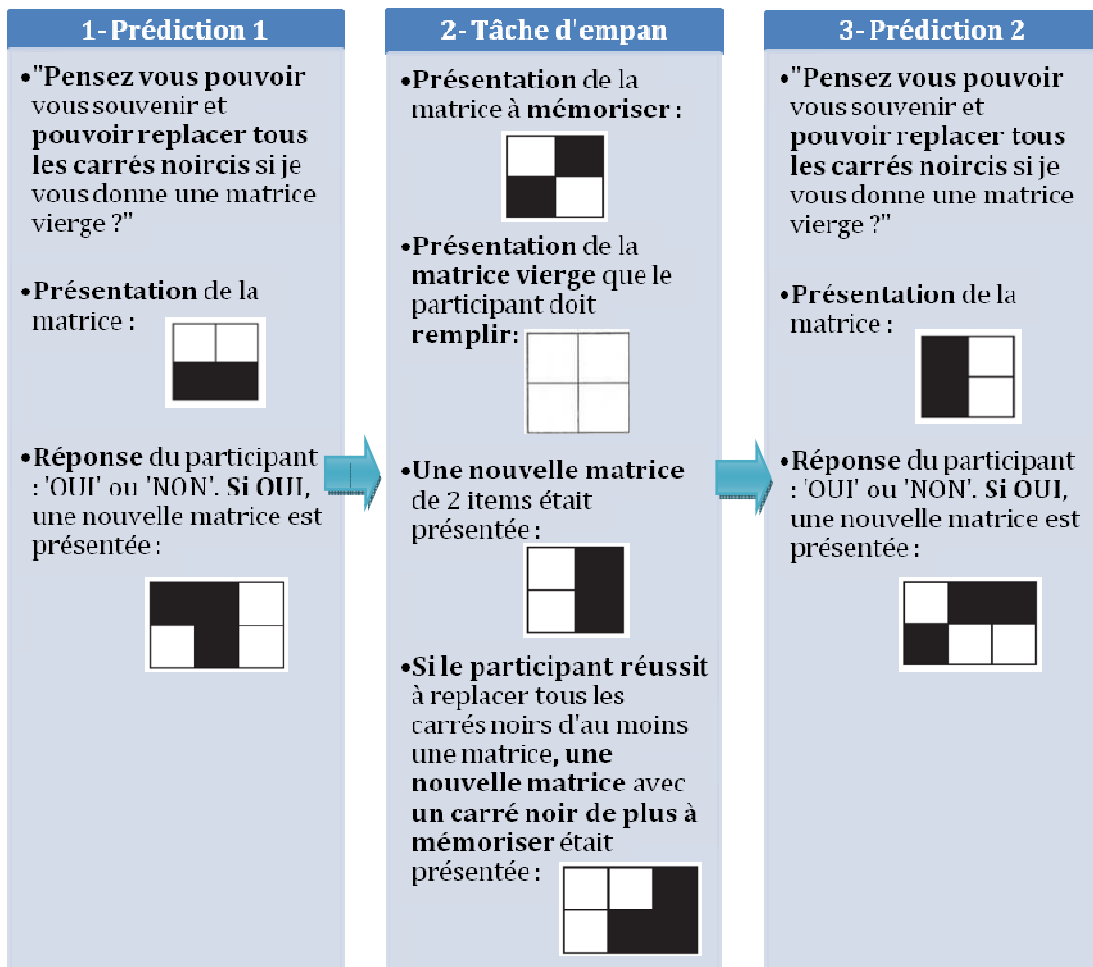 1- Prédiction 1
•"Pensez vous pouvoir
vous souvenir et
pouvoir replacer tous
les carrés noircis si je
vous donne une matrice
vierge ?"
•Présentation de la
matrice :
•Réponse du participant
: 'OUI' ou 'NON'. Si OUI,
une nouvelle matrice est
présentée :
2- Tâche d'empan
•Présentation de la
matrice à mémoriser :
•Présentation de la
matrice vierge que le
participant doit
remplir:
•Une nouvelle matrice
de 2 items était
présentée :
•Si le participant réussit
à replacer tous les
carrés noirs d'au moins
une matrice, une
nouvelle matrice avec
un carré noir de plus à
mémoriser était
présentée :
3- Prédiction 2
•"Pensez vous pouvoir
vous souvenir et
pouvoir replacer tous
les carrés noircis si je
vous donne une matrice
vierge ?"
•Présentation de la
matrice :
•Réponse du participant
: 'OUI' ou 'NON'. Si OUI,
une nouvelle matrice est
présentée :